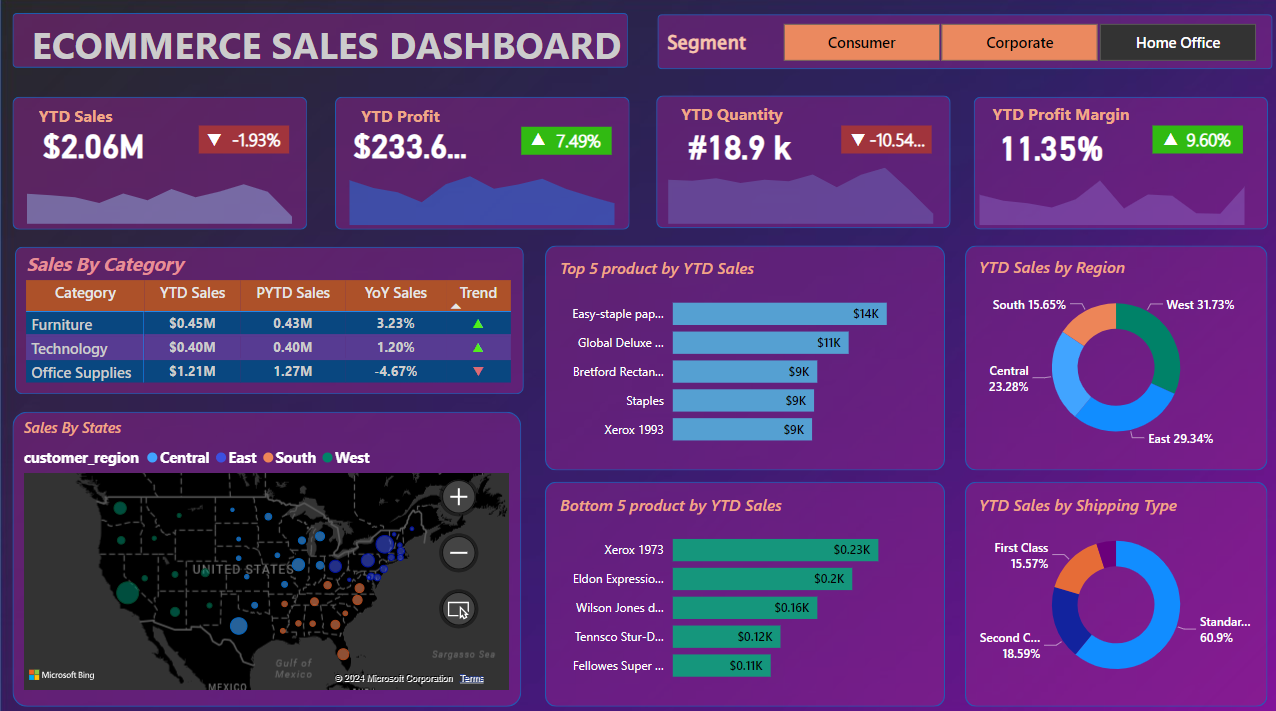 ECOMMERCE SALES DASHBOARD
Segment
Consumer
Corporate
Home Office
YTD Sales
$2.06M
▼ -1.93%
YTD Profit
$233.6...
▲ 7.49%
YTD Quantity
#18.9 k
▼ -10.54...
YTD Profit Margin
11.35%
▲ 9.60%
Sales By Category
Category YTD Sales PYTD Sales YoY Sales Trend
Furniture $0.45M 0.43M 3.23% ▲
Technology $0.40M 0.40M 1.20% ▲
Office Supplies $1.21M 1.27M -4.67% ▼
Top 5 product by YTD Sales
Easy-staple pap... $14K
Global Deluxe ... $11K
Bretford Rectan... $9K
Staples $9K
Xerox 1993 $9K
YTD Sales by Region
South 15.65%
West 31.73%
Central
23.28%
East 29.34%
Sales By States
customer_region Central East South West
UNITED STATES
Gulf of
Mexico
Sargasso Sea
MEXICO
Microsoft Bing
© 2024 Microsoft Corporation Terms
Bottom 5 product by YTD Sales
Xerox 1973 $0.23K
Eldon Expressio... $0.2K
Wilson Jones d... $0.16K
Tennsco Stur-D... $0.12K
Fellowes Super ... $0.11K
YTD Sales by Shipping Type
First Class
15.57%
Second C...
18.59%
Standar...
60.9%